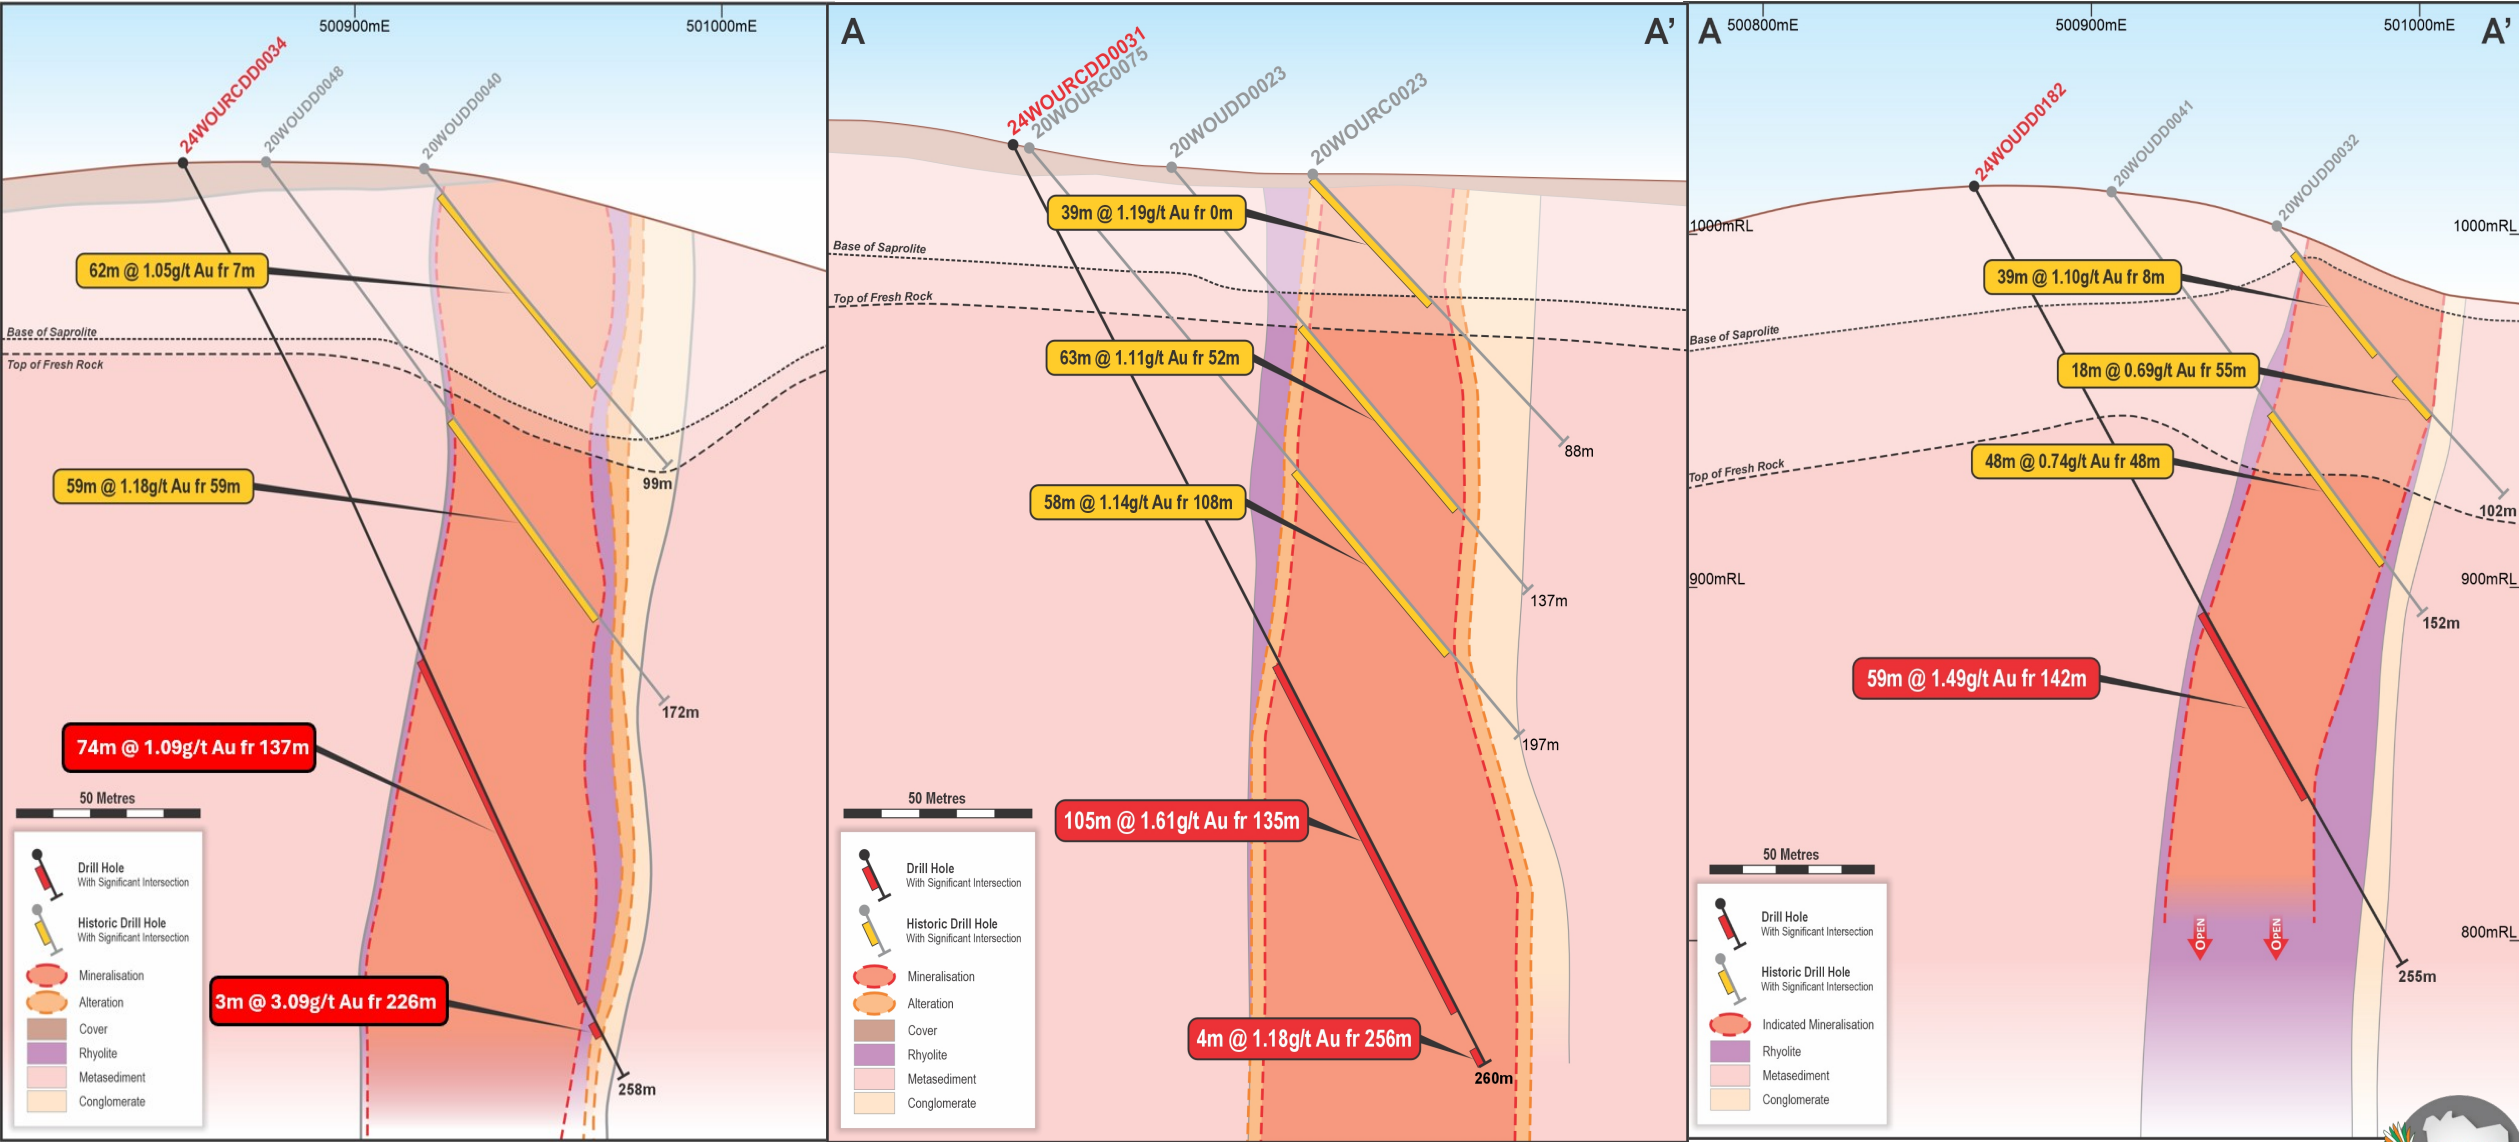 500900mE
501000mE
24WOURCDD0034
20WOUDD0048
20WOUDD0040
62m @ 1.05g/t Au fr 7m
Base of Saprolite
Top of Fresh Rock
59m @ 1.18g/t Au fr 59m
99m
172m
74m @ 1.09g/t Au fr 137m
3m @ 3.09g/t Au fr 226m
258m
50 Metres
Drill Hole
With Significant Intersection
Historic Drill Hole
With Significant Intersection
Mineralisation
Alteration
Cover
Rhyolite
Metasediment
Conglomerate
A
A'
24WOURCDD0031
20WOURC0075
20WOUDD0023
20WOURC0023
39m @ 1.19g/t Au fr 0m
Base of Saprolite
Top of Fresh Rock
63m @ 1.11g/t Au fr 52m
88m
58m @ 1.14g/t Au fr 108m
137m
197m
105m @ 1.61g/t Au fr 135m
4m @ 1.18g/t Au fr 256m
260m
50 Metres
Drill Hole
With Significant Intersection
Historic Drill Hole
With Significant Intersection
Mineralisation
Alteration
Cover
Rhyolite
Metasediment
Conglomerate
A
500800mE
500900mE
501000mE
A'
24WOUDD0182
20WOUDD0041
20WOUDD0032
1000mRL
1000mRL
39m @ 1.10g/t Au fr 8m
Base of Saprolite
18m @ 0.69g/t Au fr 55m
48m @ 0.74g/t Au fr 48m
Top of Fresh Rock
102m
900mRL
900mRL
152m
59m @ 1.49g/t Au fr 142m
800mRL
OPEN
OPEN
255m
50 Metres
Drill Hole
With Significant Intersection
Historic Drill Hole
With Significant Intersection
Indicated Mineralisation
Rhyolite
Metasediment
Conglomerate